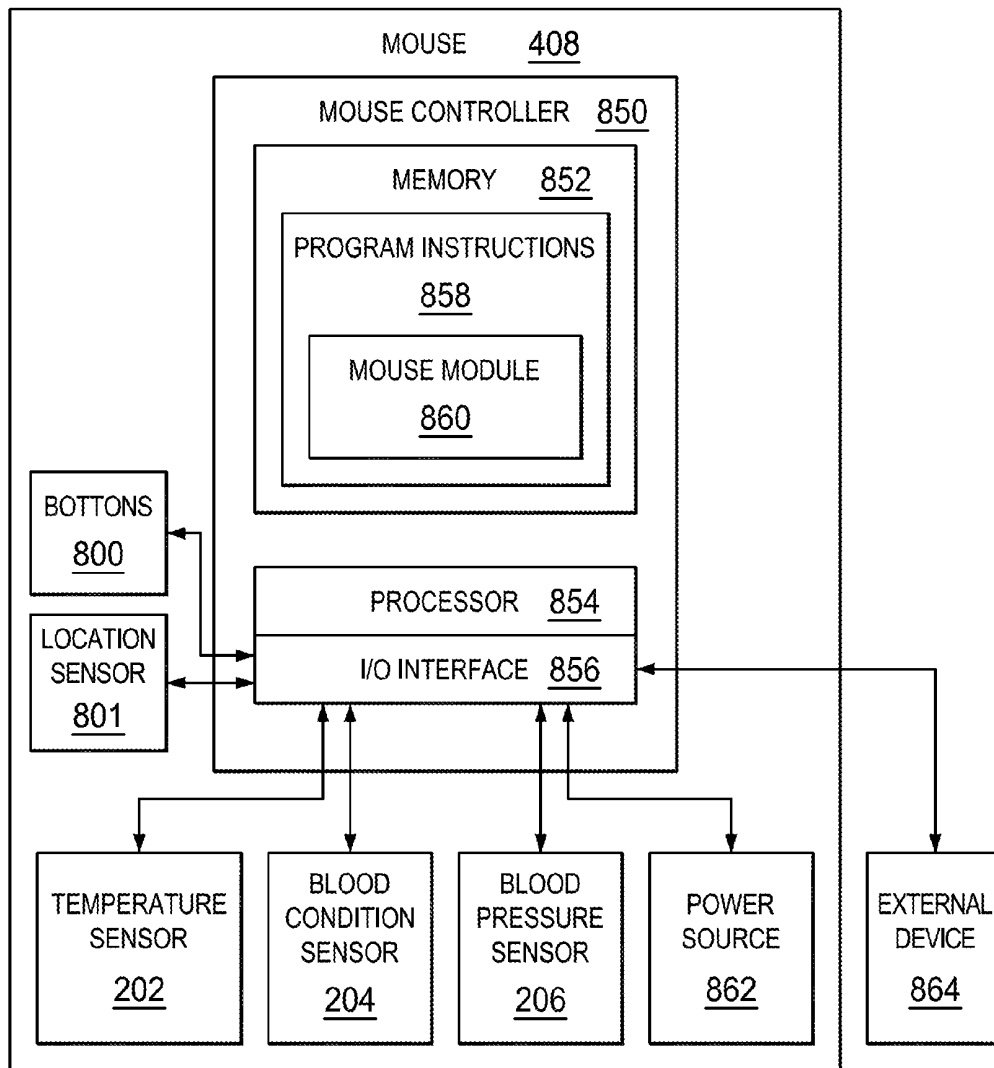 MOUSE 408
MOUSE CONTROLLER 850
MEMORY 852
PROGRAM INSTRUCTIONS
858
MOUSE MODULE
860
BOTTONS
800
LOCATION
SENSOR
801
PROCESSOR 854
I/O INTERFACE 856
TEMPERATURE
SENSOR
202
BLOOD
CONDITION
SENSOR
204
BLOOD
PRESSURE
SENSOR
206
POWER
SOURCE
862
EXTERNAL
DEVICE
864